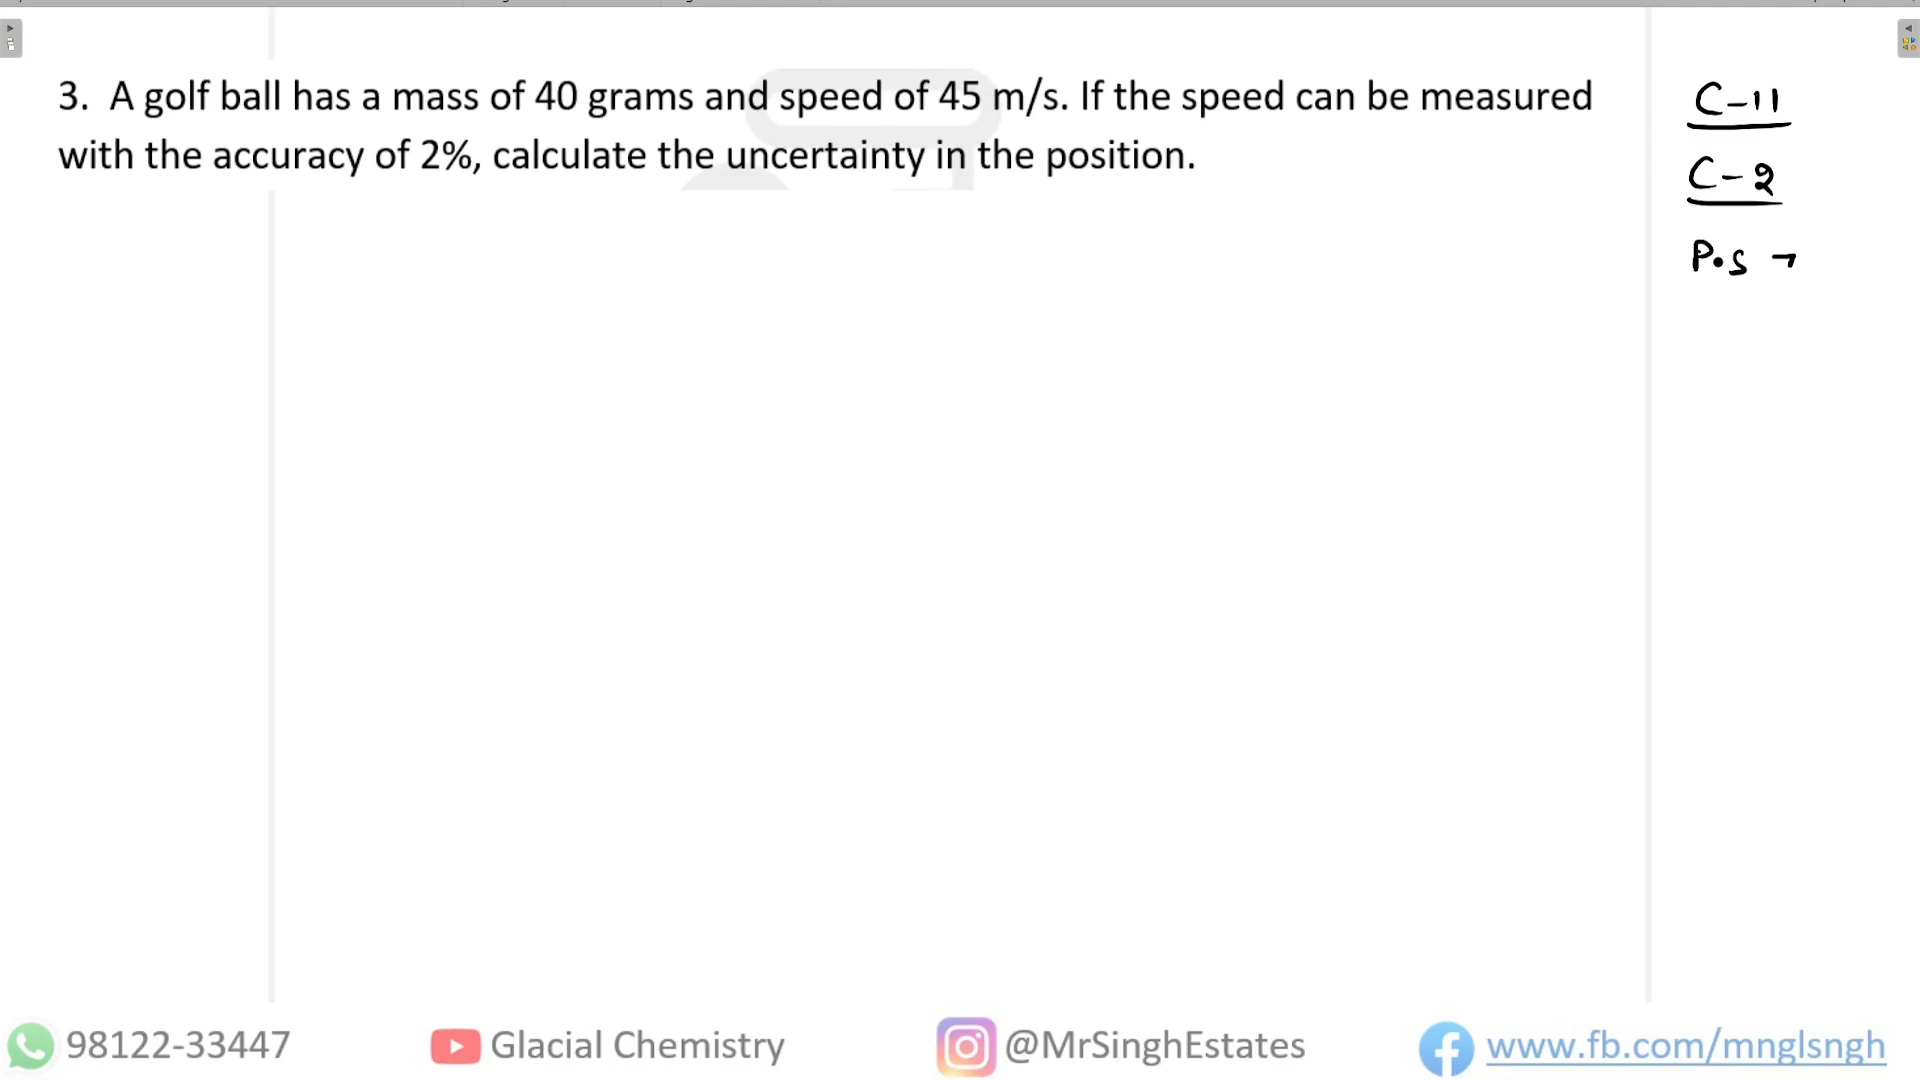 3. A golf ball has a mass of 40 grams and speed of 45 m/s. If the speed can be measured
with the accuracy of 2%, calculate the uncertainty in the position.
C-11
C-2
P.S →
98122-33447 Glacial Chemistry @MrSinghEstates www.fb.com/mnglsngh